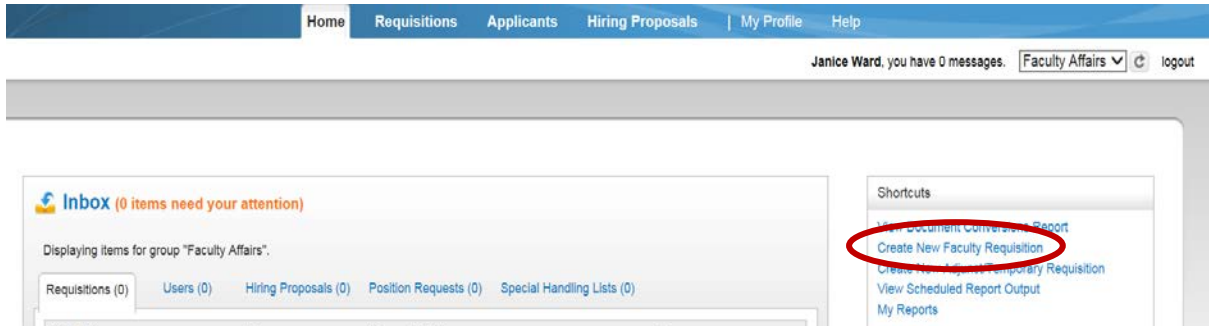 Home Requisitions Applicants Hiring Proposals | My Profile Help
Janice Ward, you have 0 messages. Faculty Affairs logout
Inbox (0 items need your attention)
Displaying items for group "Faculty Affairs".
Requisitions (0) Users (0) Hiring Proposals (0) Position Requests (0) Special Handling Lists (0)
Shortcuts
View Document Conversions Report
Create New Faculty Requisition
Create New Adjunct/Temporary Requisition
View Scheduled Report Output
My Reports